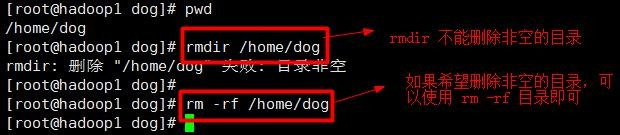 [root@hadoop1 dog]# pwd
/home/dog
[root@hadoop1 dog]# rmdir /home/dog
rmdir 不能删除非空的目录
rmdir: 删除 "/home/dog" 失败: 目录非空
[root@hadoop1 dog]#
[root@hadoop1 dog]# rm -rf /home/dog
如果希望删除非空的目录，可
以使用 rm -rf 目录即可